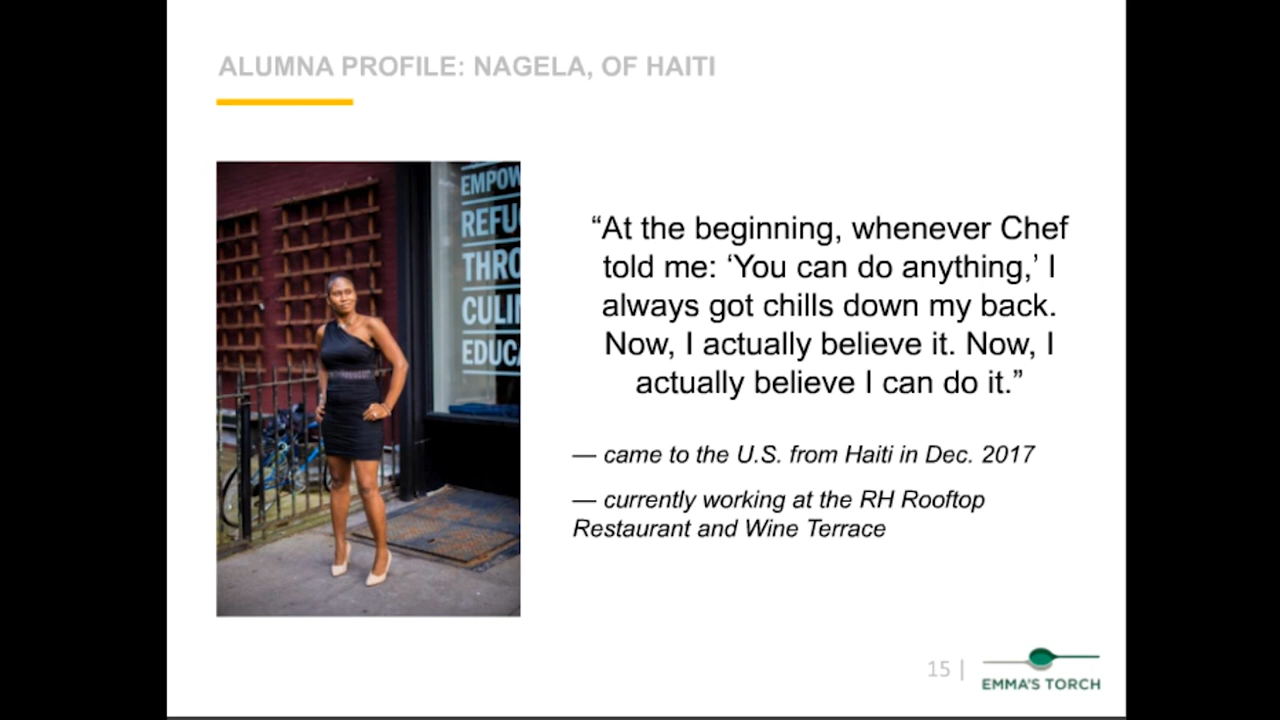 ALUMNA PROFILE: NAGELA, OF HAITI
EMPOW
REFU
THRO
CULI
EDUCA
“At the beginning, whenever Chef
told me: ‘You can do anything,’ I
always got chills down my back.
Now, I actually believe it. Now, I
actually believe I can do it.”
— came to the U.S. from Haiti in Dec. 2017
— currently working at the RH Rooftop
Restaurant and Wine Terrace
15 |
EMMA'S TORCH